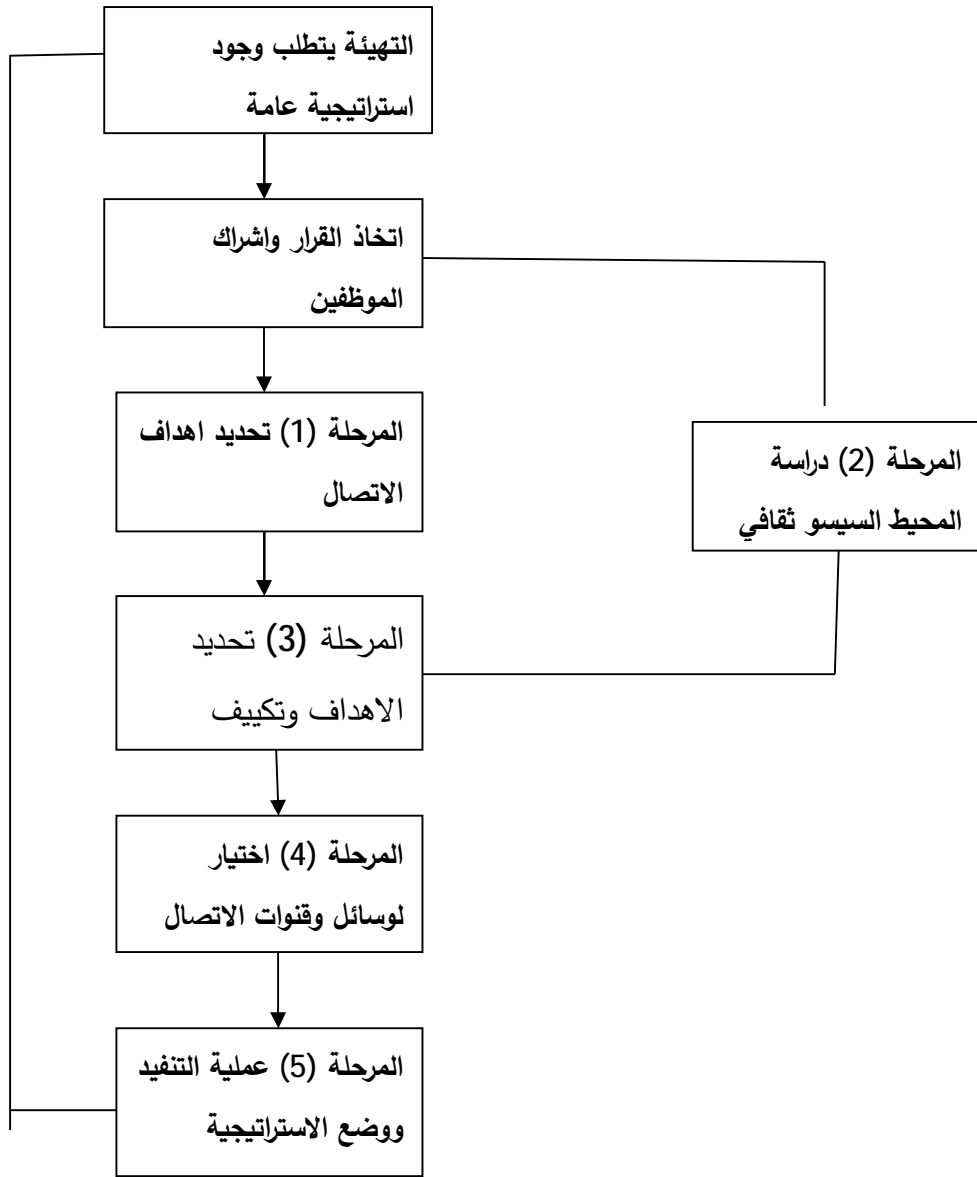 التهيئة يتطلب وجود
استراتيجية عامة
اتخاذ القرار واشراك
الموظفين
المرحلة (1) تحديد اهداف
الاتصال
المرحلة (2) دراسة
المحيط السيسو ثقافي
المرحلة (3) تحديد
الاهداف وتكييف
المرحلة (4) اختيار
لوسائل وقنوات الاتصال
المرحلة (5) عملية التنفيد
ووضع الاستراتيجية